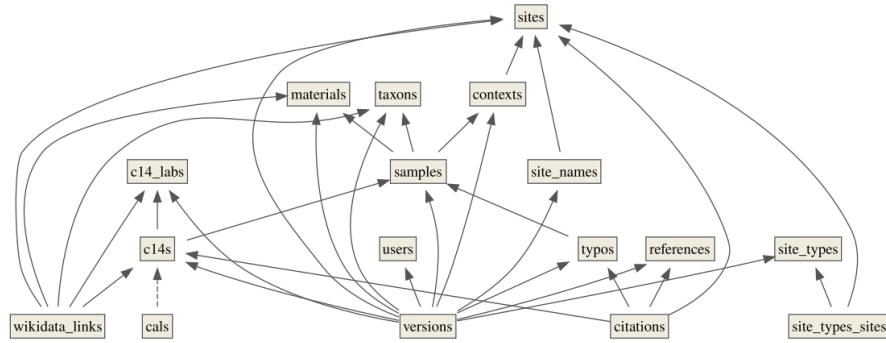 sites
materials
taxons
contexts
c14_labs
samples
site_names
c14s
users
typos
references
site_types
wikidata_links
cals
versions
citations
site_types_sites